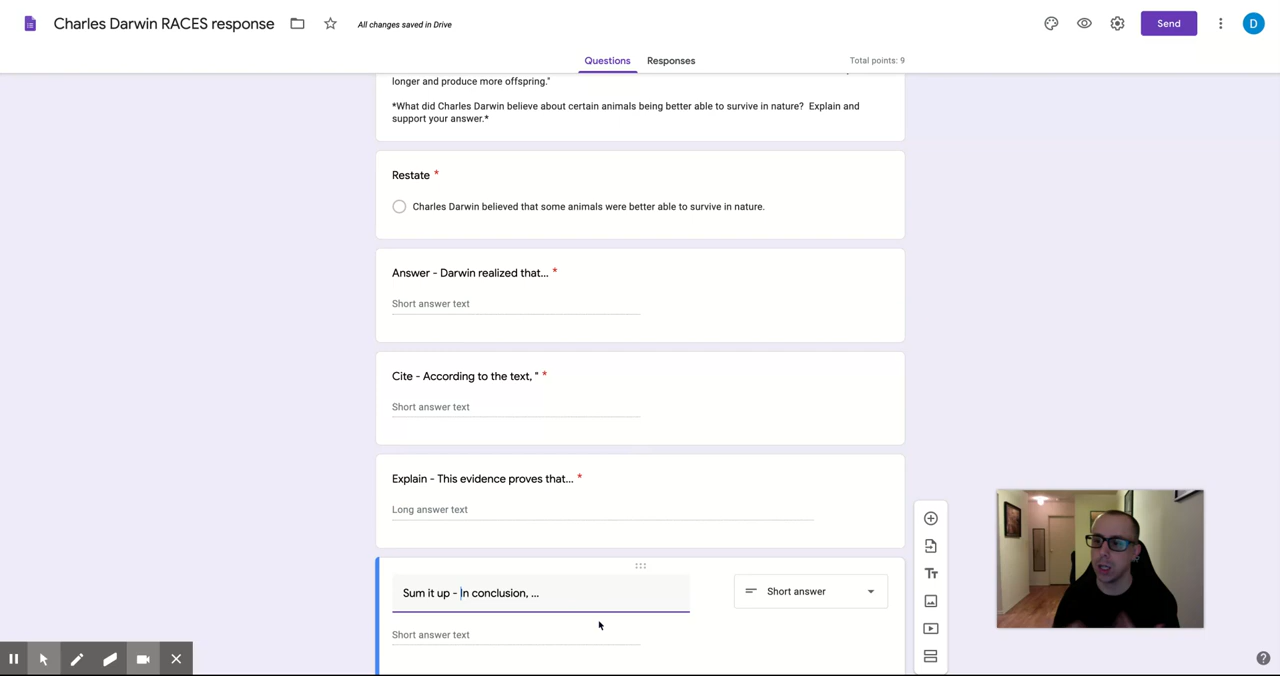 Charles Darwin RACES response
All changes saved in Drive
Send
D
Questions
Responses
Total points: 9
longer and produce more offspring."
*What did Charles Darwin believe about certain animals being better able to survive in nature?  Explain and
support your answer.*
Restate *
Charles Darwin believed that some animals were better able to survive in nature.
Answer - Darwin realized that... *
Short answer text
Cite - According to the text, " *
Short answer text
Explain - This evidence proves that... *
Long answer text
Sum it up - In conclusion, ...
Short answer
Short answer text
Tт
?